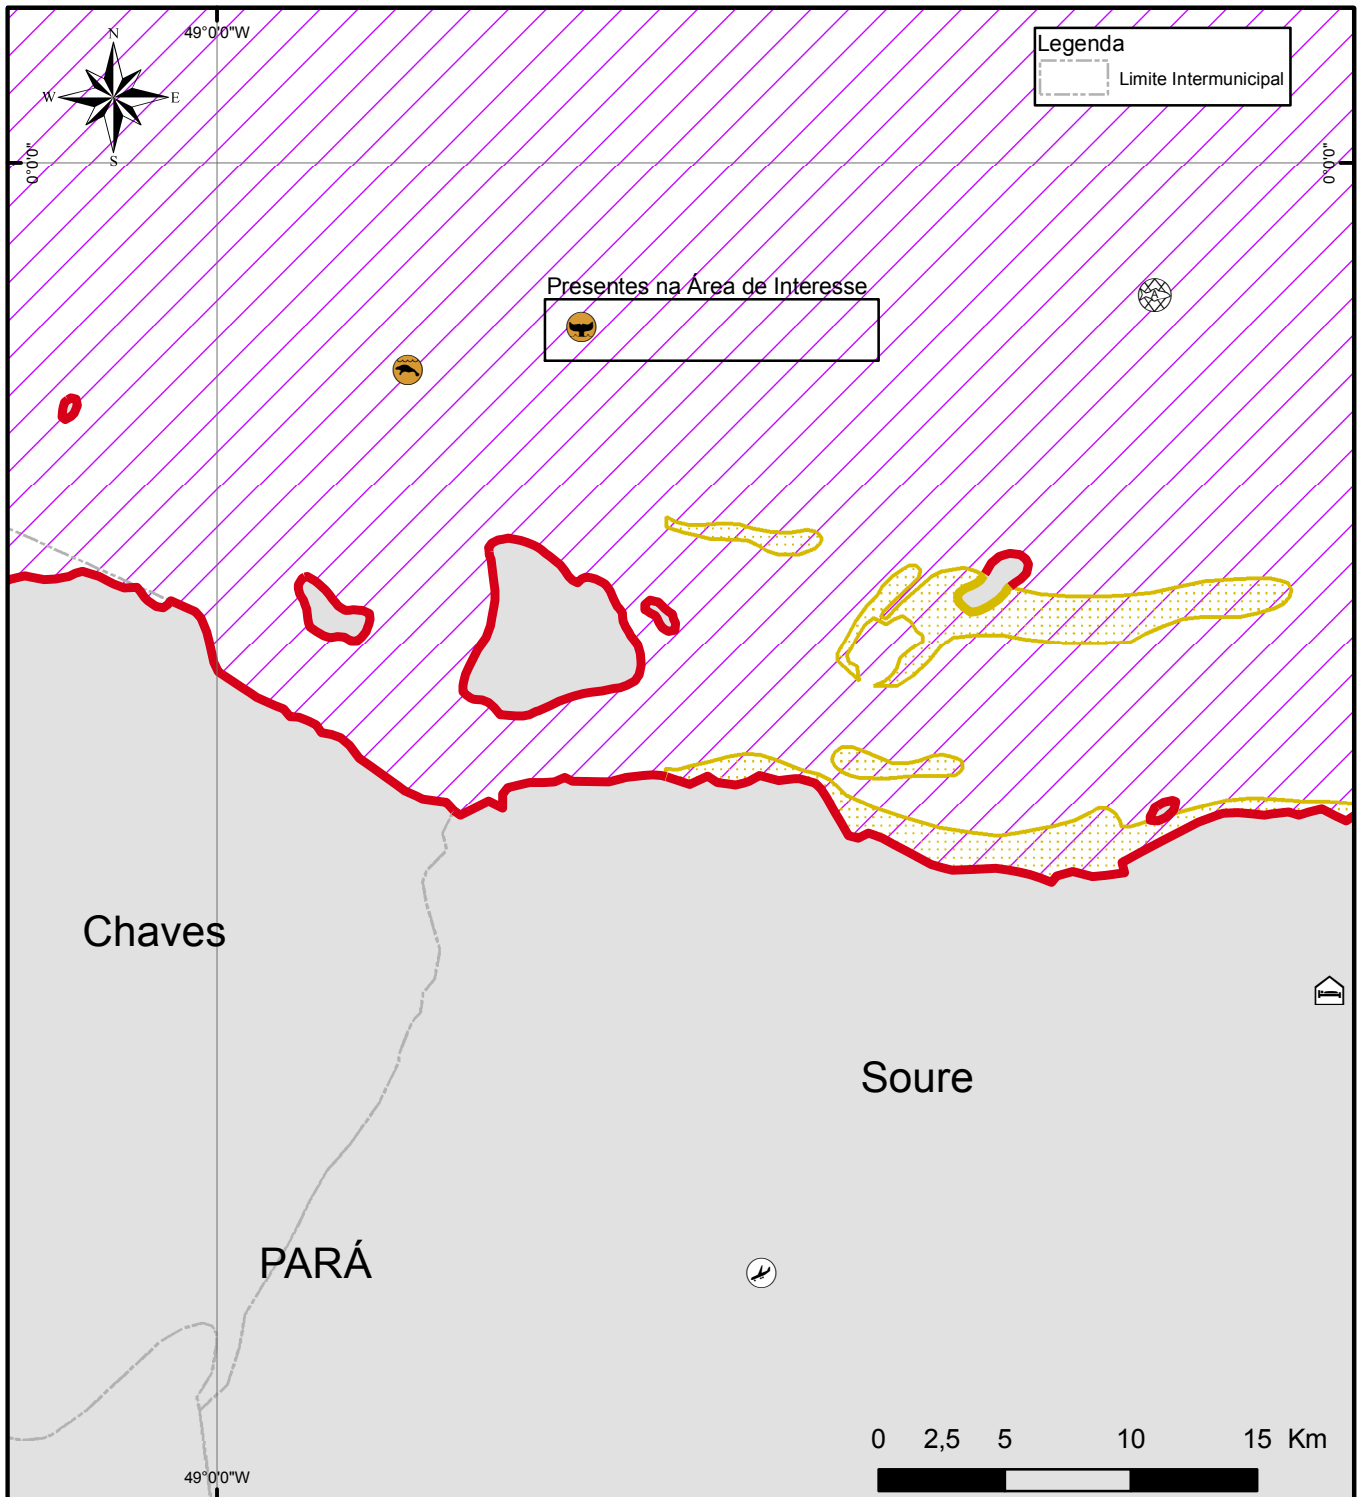 49°0'0"W
N
W
E
S
Legenda
Limite Intermunicipal
0°0'0"
0°0'0"
Presentes na Área de Interesse
A
Chaves
Soure
PARÁ
0 2,5 5 10 15 Km
49°0'0"W